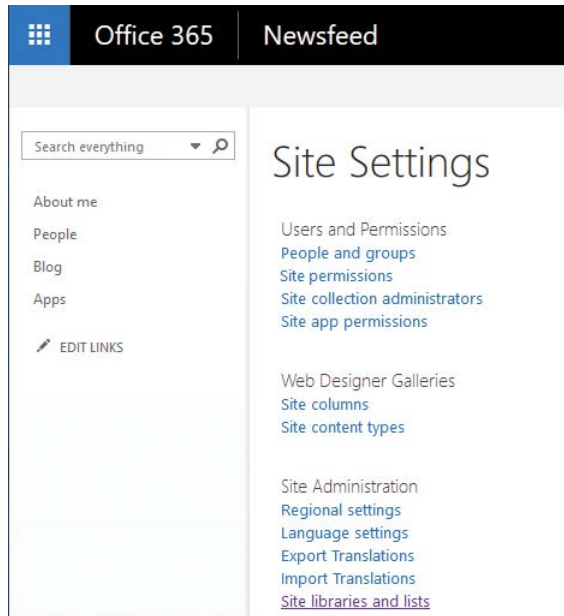 Office 365 Newsfeed
Search everything
About me
People
Blog
Apps
EDIT LINKS
Site Settings
Users and Permissions
People and groups
Site permissions
Site collection administrators
Site app permissions
Web Designer Galleries
Site columns
Site content types
Site Administration
Regional settings
Language settings
Export Translations
Import Translations
Site libraries and lists